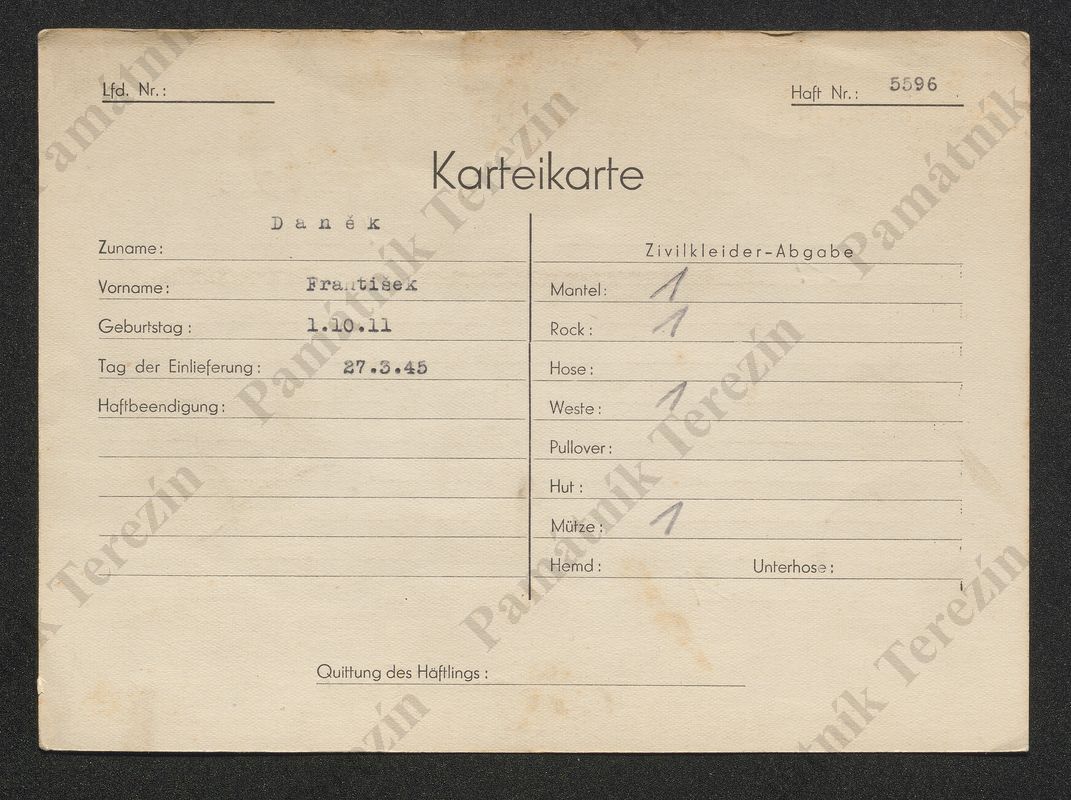 Lfd. Nr.:
Haft Nr.: 5596
Karteikarte
Zuname: Daněk
Vorname: František
Geburtstag: 1.10.11
Tag der Einlieferung: 27.3.45
Haftbeendigung:
Zivilkleider-Abgabe
Mantel: 1
Rock: 1
Hose:
Weste: 1
Pullover:
Hut:
Mütze: 1
Hemd: Unterhose:
Quittung des Häftlings:
Památník Terezín